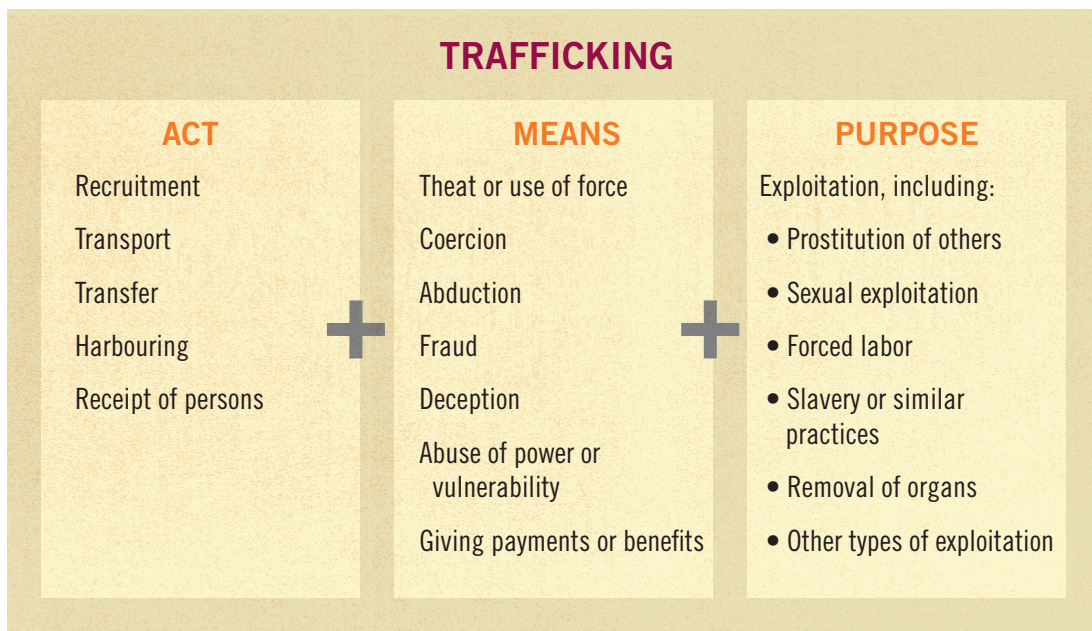 TRAFFICKING
ACT
Recruitment
Transport
Transfer
Harbouring
Receipt of persons
+
MEANS
Theat or use of force
Coercion
Abduction
Fraud
Deception
Abuse of power or
vulnerability
Giving payments or benefits
+
PURPOSE
Exploitation, including:
• Prostitution of others
• Sexual exploitation
• Forced labor
• Slavery or similar
practices
• Removal of organs
• Other types of exploitation